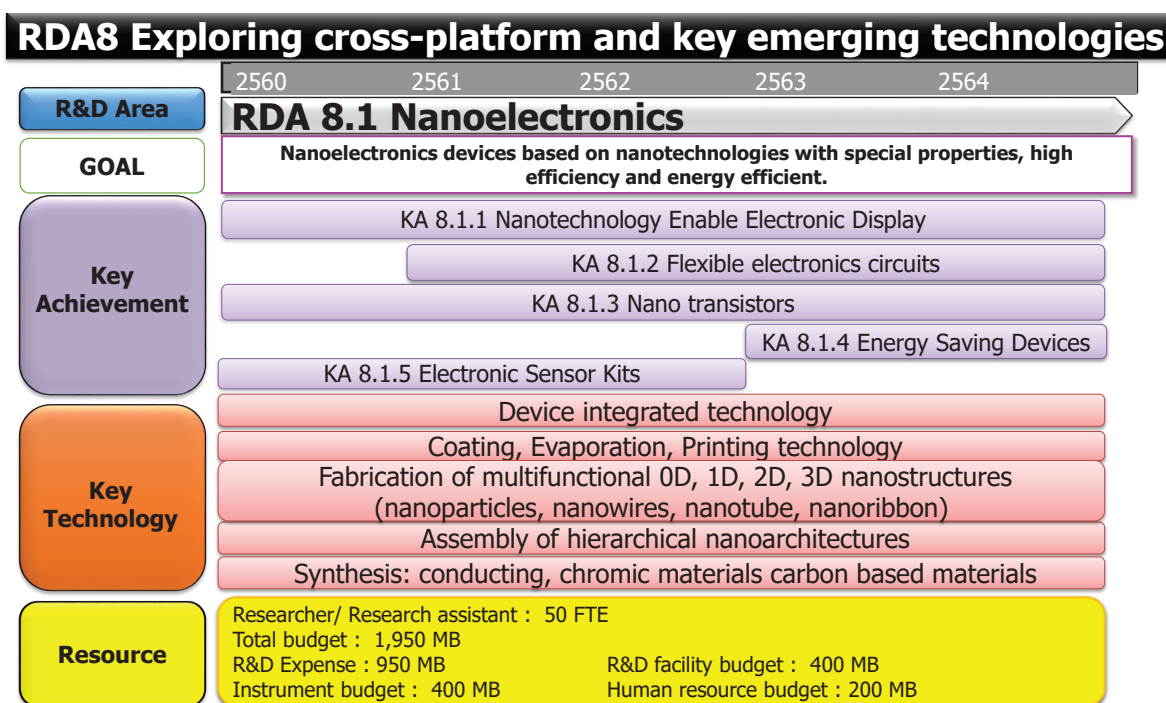 RDA8 Exploring cross-platform and key emerging technologies
2560 2561 2562 2563 2564
R&D Area
RDA 8.1 Nanoelectronics
GOAL
Nanoelectronics devices based on nanotechnologies with special properties, high
efficiency and energy efficient.
Key
Achievement
KA 8.1.1 Nanotechnology Enable Electronic Display
KA 8.1.2 Flexible electronics circuits
KA 8.1.3 Nano transistors
KA 8.1.4 Energy Saving Devices
KA 8.1.5 Electronic Sensor Kits
Key
Technology
Device integrated technology
Coating, Evaporation, Printing technology
Fabrication of multifunctional 0D, 1D, 2D, 3D nanostructures
(nanoparticles, nanowires, nanotube, nanoribbon)
Assembly of hierarchical nanoarchitectures
Synthesis: conducting, chromic materials carbon based materials
Resource
Researcher/ Research assistant : 50 FTE
Total budget : 1,950 MB
R&D Expense : 950 MB R&D facility budget : 400 MB
Instrument budget : 400 MB Human resource budget : 200 MB